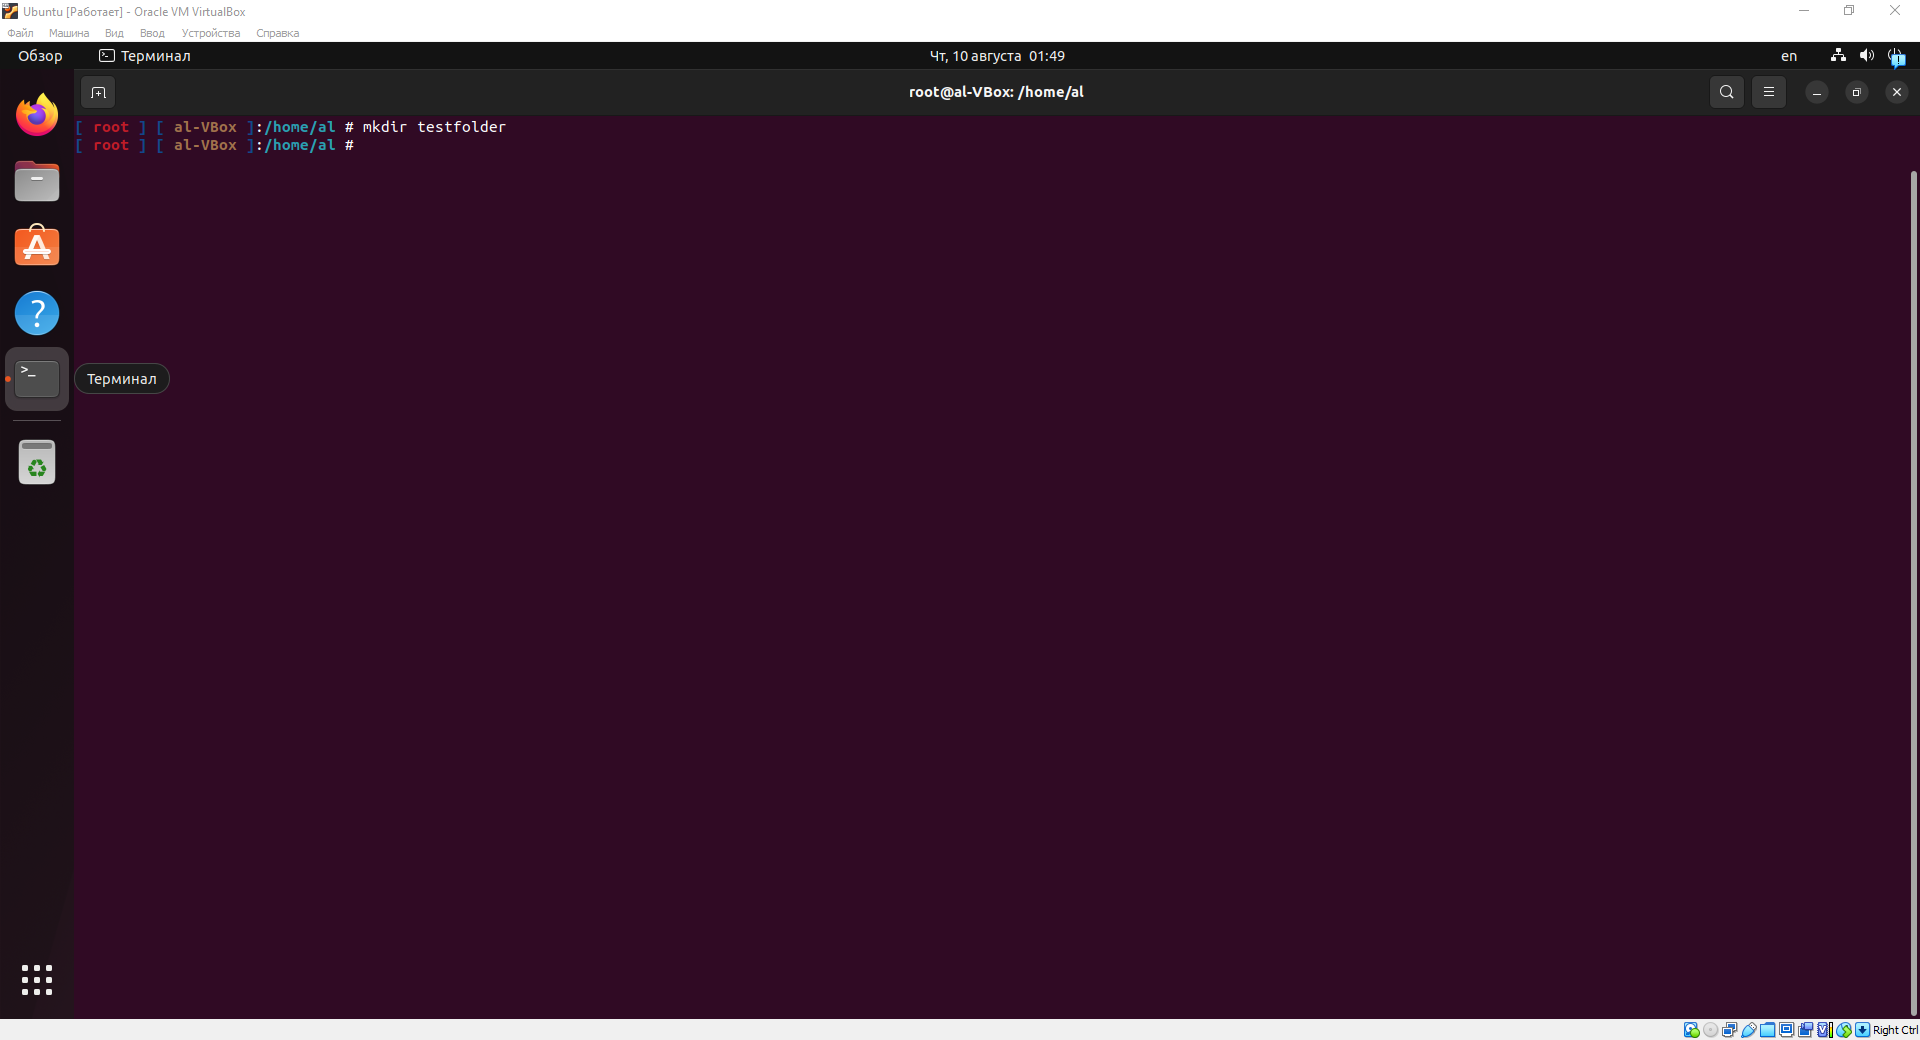 Ubuntu [Работает] - Oracle VM VirtualBox
Файл Машина Вид Ввод Устройства Справка
Обзор Терминал Чт, 10 августа 01:49 en
root@al-VBox: /home/al
[ root ] [ al-VBox ]:/home/al # mkdir testfolder
[ root ] [ al-VBox ]:/home/al #
Терминал
Right Ctrl